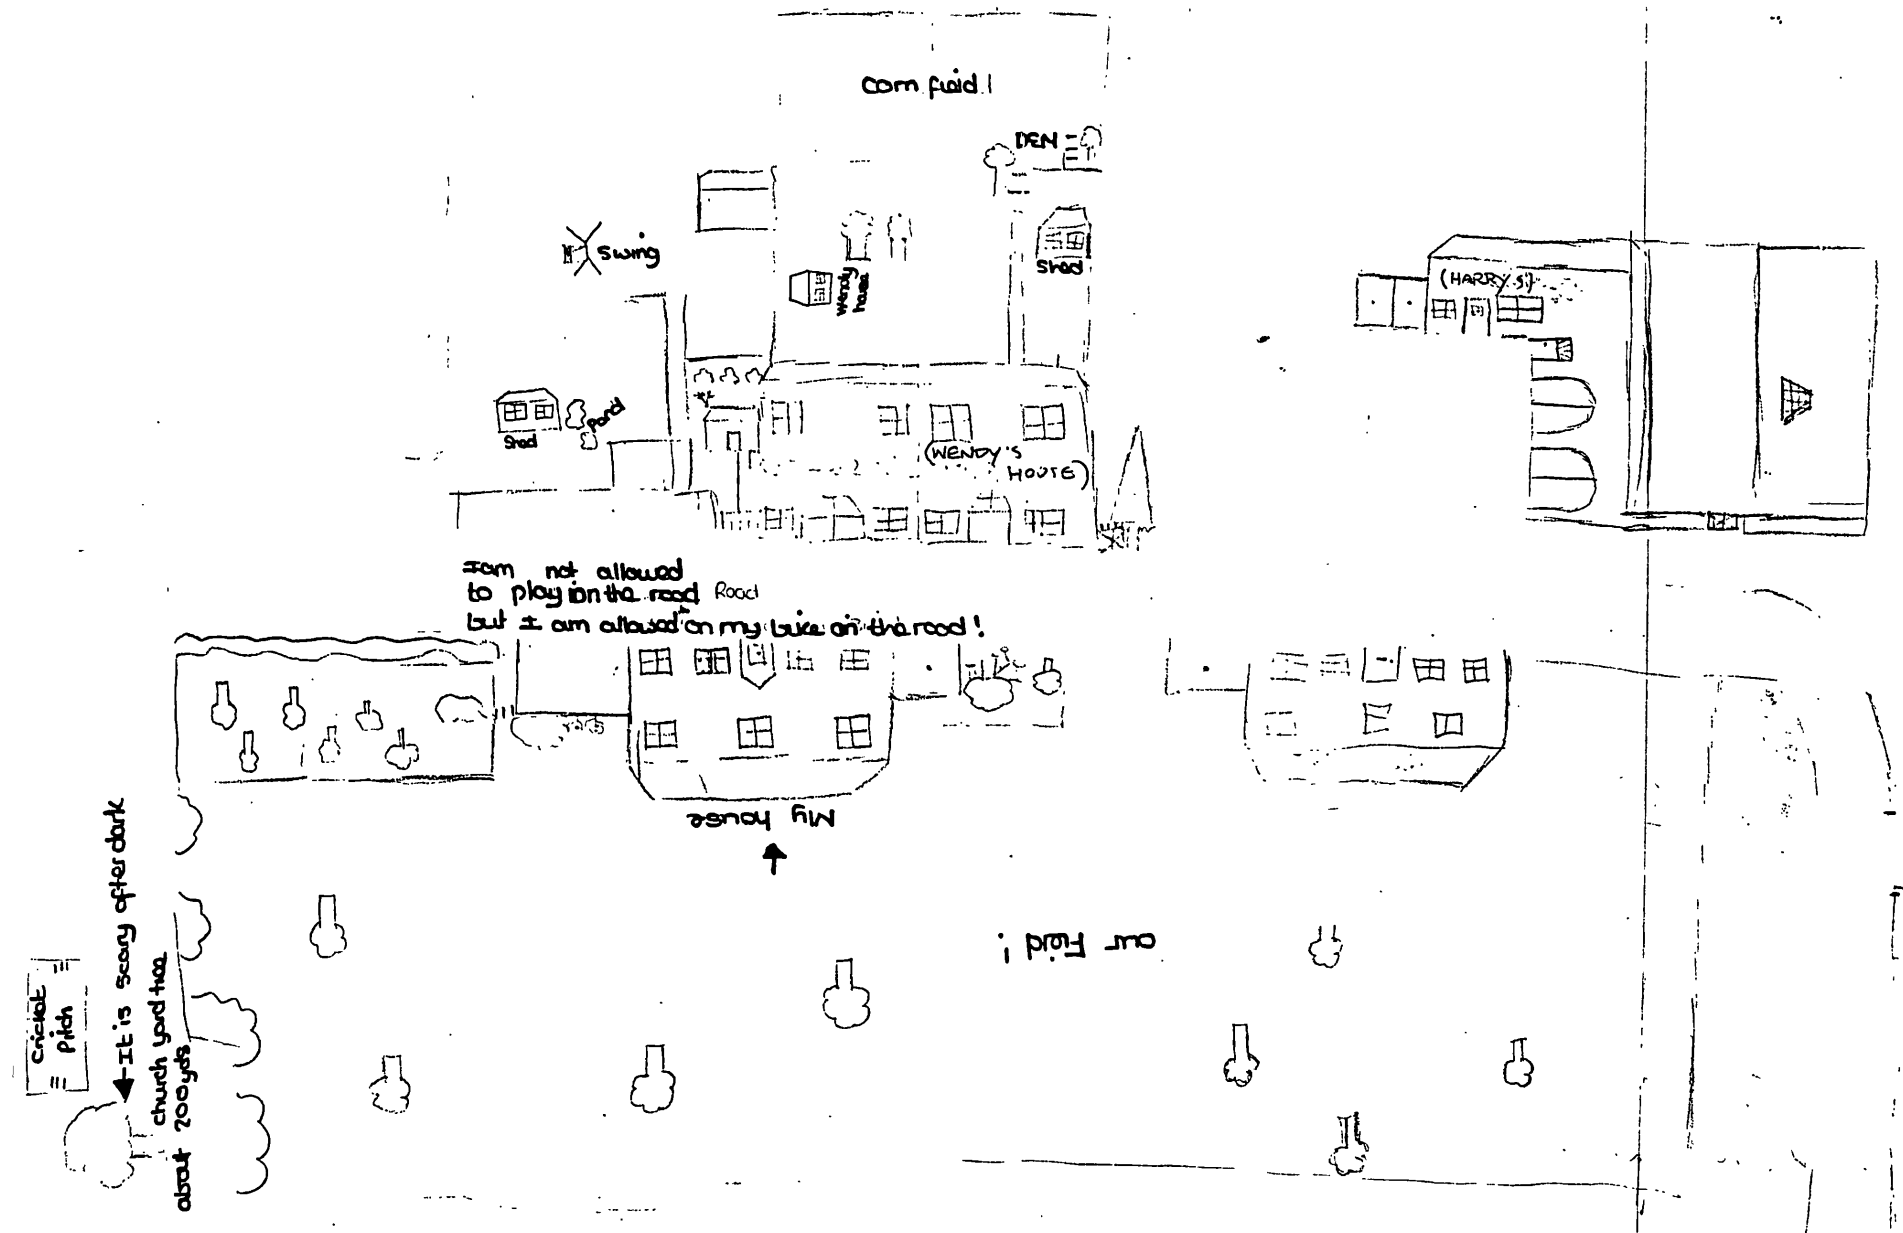 corn field!
DEN
swing
wendy
house
shed
(HARRY'S)
shed
pond
(WENDY'S
HOUSE)
I am not allowed
to play in the road Road
but I am allowed on my bike on the road!
My house
our Field!
It is scary after dark
church yard tree
about 200yds
Cricket
Pitch